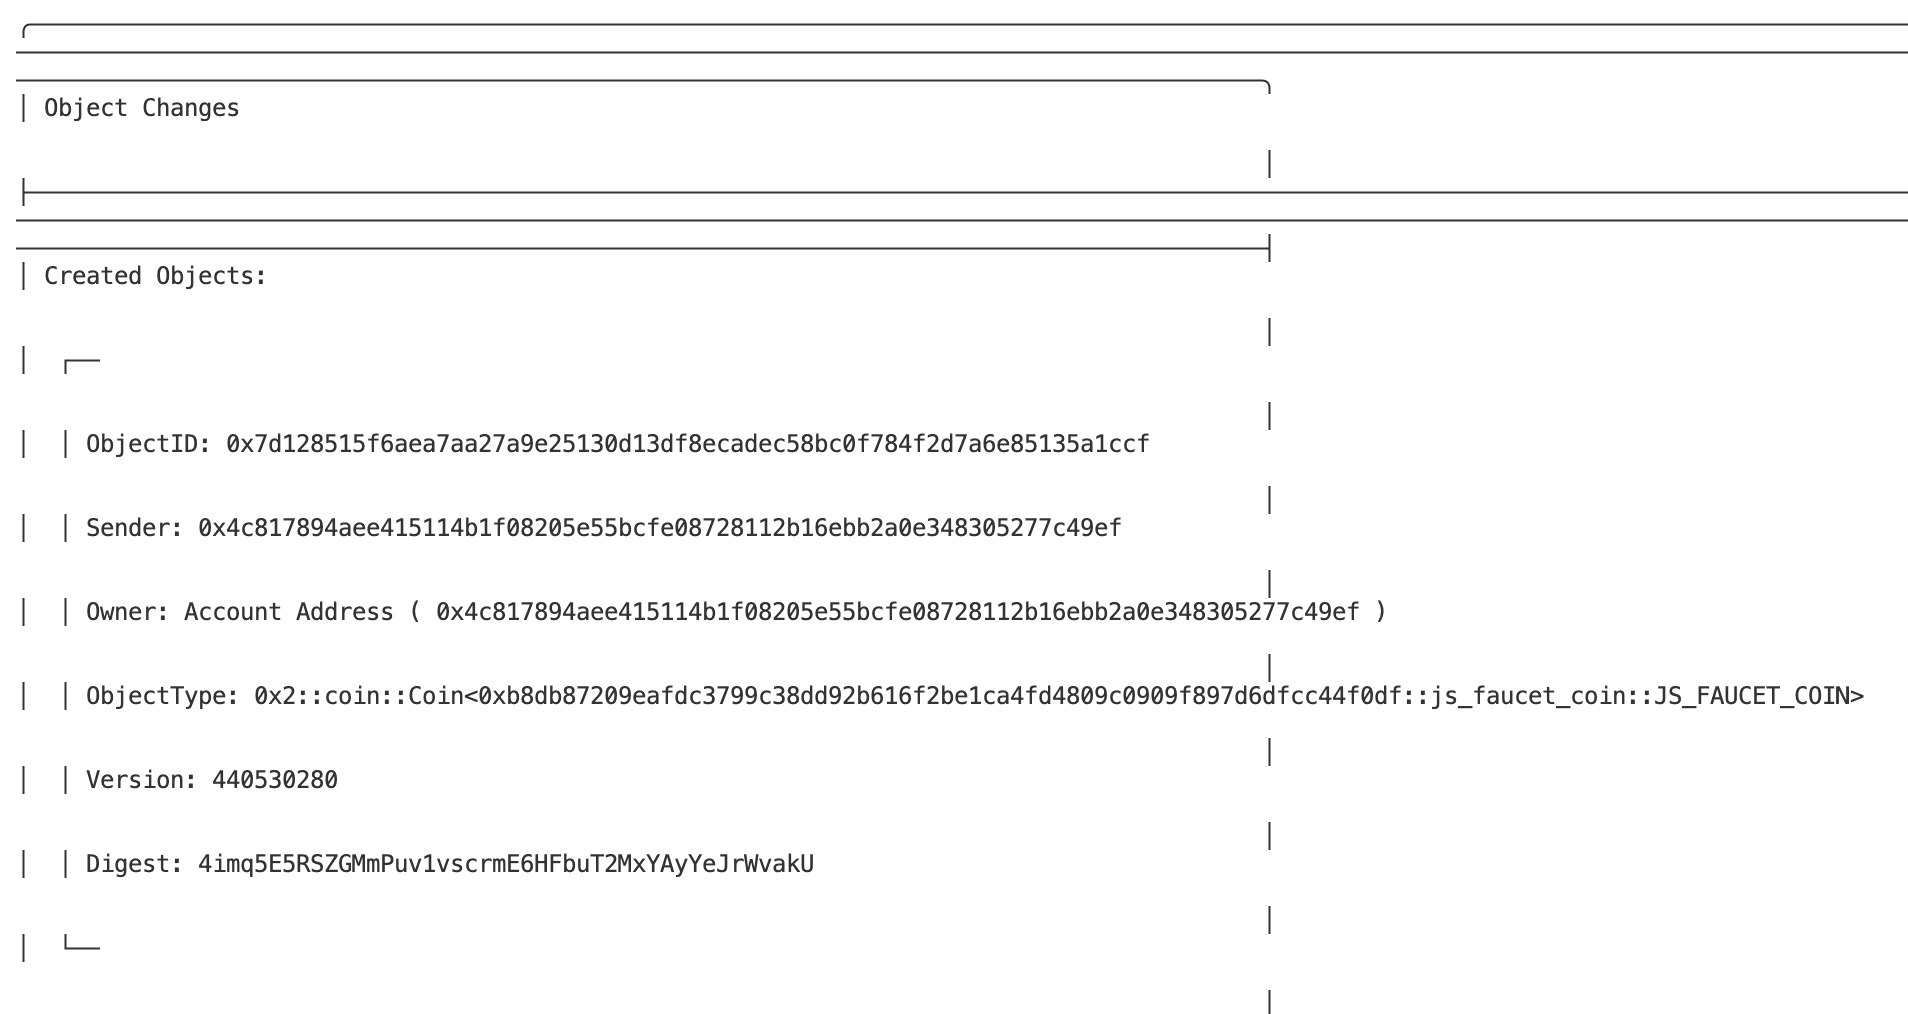 Object Changes
Created Objects:
ObjectID: 0x7d128515f6aea7aa27a9e25130d13df8ecadec58bc0f784f2d7a6e85135a1ccf
Sender: 0x4c817894aee415114b1f08205e55bcfe08728112b16ebb2a0e348305277c49ef
Owner: Account Address ( 0x4c817894aee415114b1f08205e55bcfe08728112b16ebb2a0e348305277c49ef )
ObjectType: 0x2::coin::Coin<0xb8db87209eafdc3799c38dd92b616f2be1ca4fd4809c0909f897d6dfcc44f0df::js_faucet_coin::JS_FAUCET_COIN>
Version: 440530280
Digest: 4imq5E5RSZGMmPuv1vscrmE6HFbuT2MxYAyYeJrWvakU